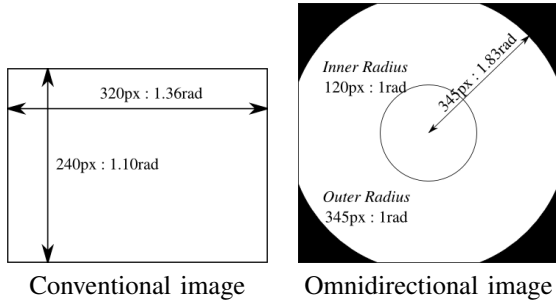 320px : 1.36rad
240px : 1.10rad
Conventional image
Inner Radius
120px : 1rad
345px : 1.83rad
Outer Radius
345px : 1rad
Omnidirectional image